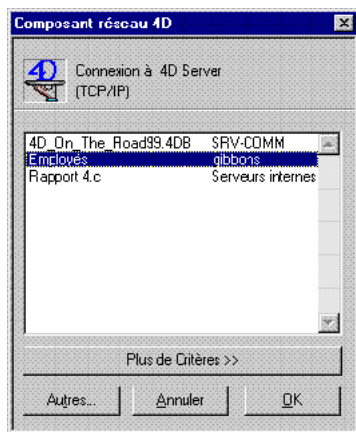 Composant réseau 4D
4D
Connexion à 4D Server
(TCP/IP)
4D_On_The_Road99.4DB SRV-COMM
Employés gibbons
Rapport 4.c Serveurs internes
Plus de Critères >>
Autres... Annuler OK